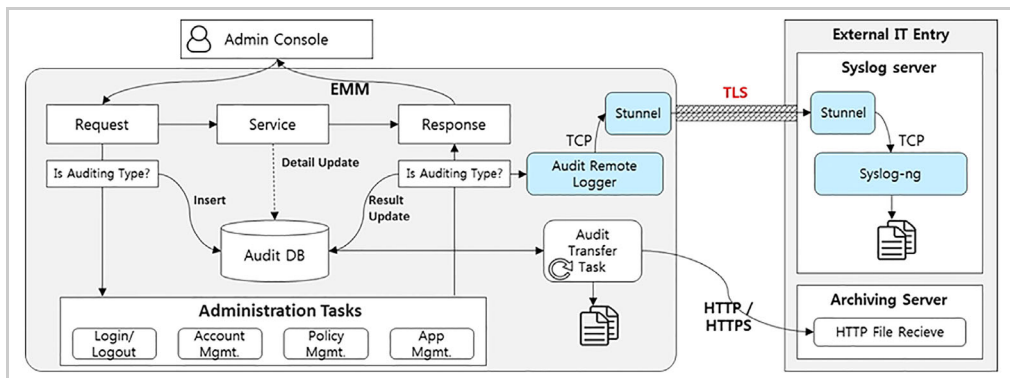 Admin Console
External IT Entry
Syslog server
EMM
TLS
Request
Service
Response
Stunnel
Stunnel
TCP
TCP
Is Auditing Type?
Detail Update
Is Auditing Type?
Audit Remote
Logger
Syslog-ng
Insert
Result
Update
Audit DB
Audit
Transfer
Task
Administration Tasks
Login/
Logout
Account
Mgmt.
Policy
Mgmt.
App
Mgmt.
HTTP /
HTTPS
Archiving Server
HTTP File Recieve